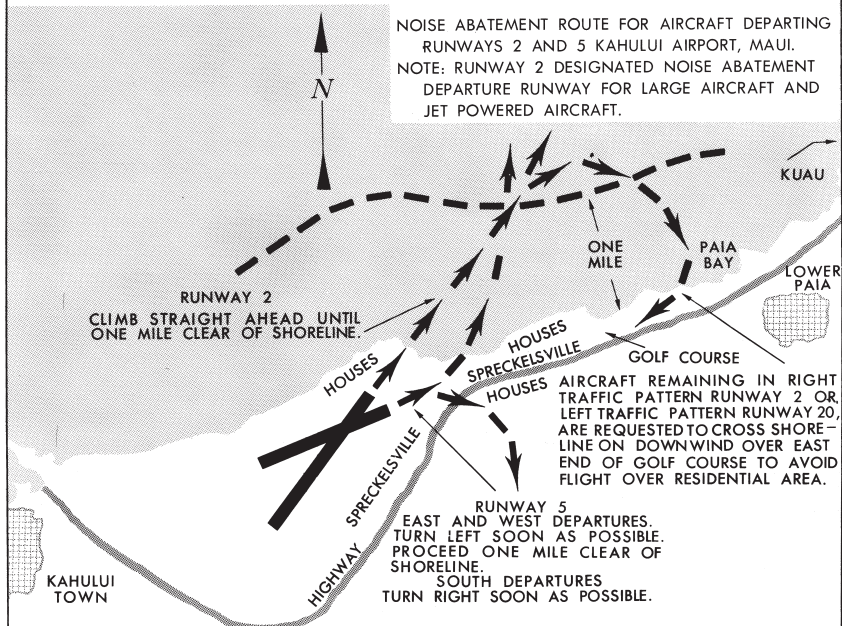 NOISE ABATEMENT ROUTE FOR AIRCRAFT DEPARTING
RUNWAYS 2 AND 5 KAHULUI AIRPORT, MAUI.
NOTE: RUNWAY 2 DESIGNATED NOISE ABATEMENT
DEPARTURE RUNWAY FOR LARGE AIRCRAFT AND
JET POWERED AIRCRAFT.
N
KUAU
ONE
MILE
PAIA
BAY
LOWER
PAIA
RUNWAY 2
CLIMB STRAIGHT AHEAD UNTIL
ONE MILE CLEAR OF SHORELINE.
HOUSES
HOUSES
SPRECKELSVILLE
HOUSES
GOLF COURSE
AIRCRAFT REMAINING IN RIGHT
TRAFFIC PATTERN RUNWAY 2 OR
LEFT TRAFFIC PATTERN RUNWAY 20,
ARE REQUESTED TO CROSS SHORE-
LINE ON DOWNWIND OVER EAST
END OF GOLF COURSE TO AVOID
FLIGHT OVER RESIDENTIAL AREA.
SPRECKELSVILLE
HIGHWAY
RUNWAY 5
EAST AND WEST DEPARTURES.
TURN LEFT SOON AS POSSIBLE.
PROCEED ONE MILE CLEAR OF
SHORELINE.
SOUTH DEPARTURES
TURN RIGHT SOON AS POSSIBLE.
KAHULUI
TOWN